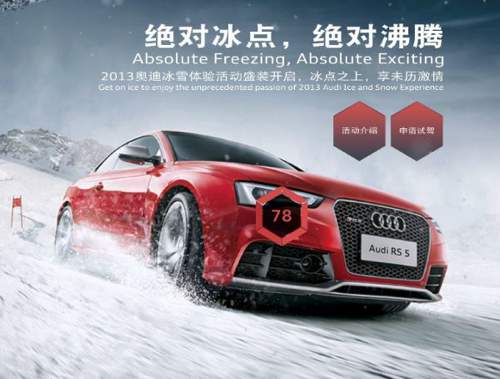 绝对冰点，绝对沸腾
Absolute Freezing, Absolute Exciting
2013奥迪冰雪体验活动盛装开启，冰点之上，享未历激情
Get on ice to enjoy the unprecedented passion of 2013 Audi Ice and Snow Experience
活动介绍
申请试驾
78
Audi RS 5